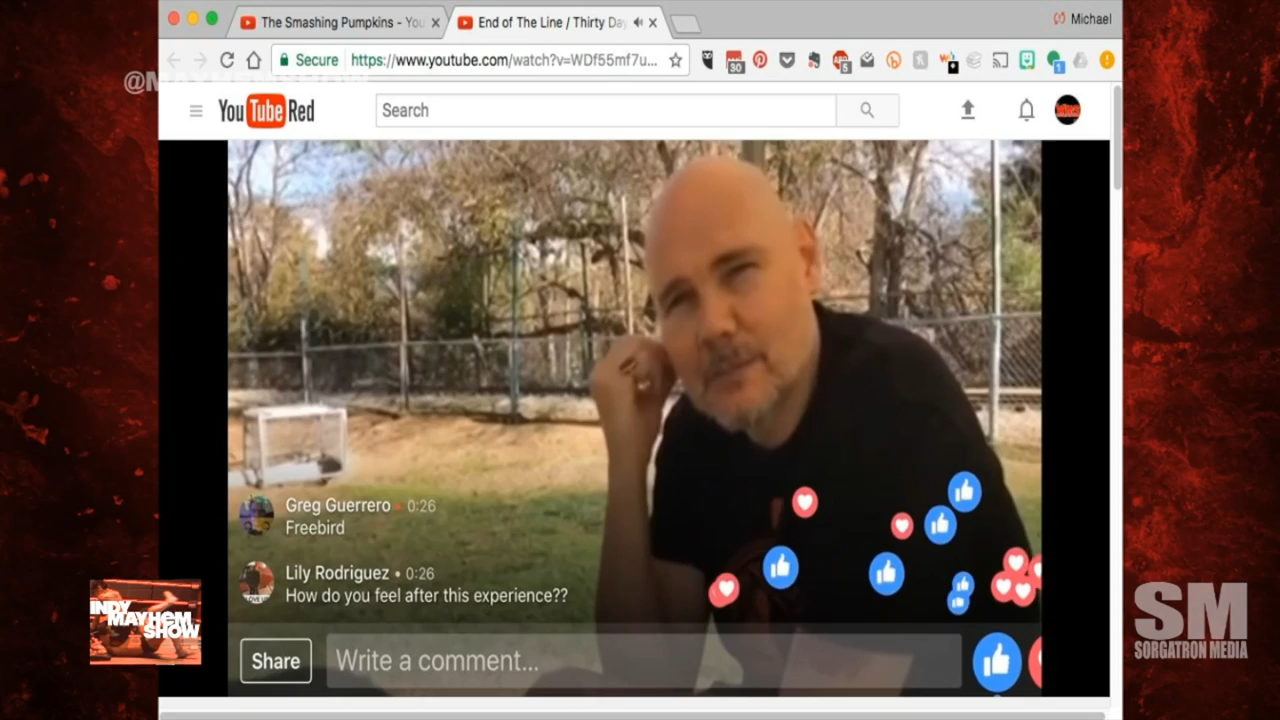 The Smashing Pumpkins - You
End of The Line / Thirty Day
Michael
Secure
https://www.youtube.com/watch?v=WDf55mf7u...
30
5
1
YouTube Red
Search
Greg Guerrero • 0:26
Freebird
Lily Rodriguez • 0:26
How do you feel after this experience??
Share
Write a comment...
INDY
MAYHEM
SHOW
SM
SORGATRON MEDIA